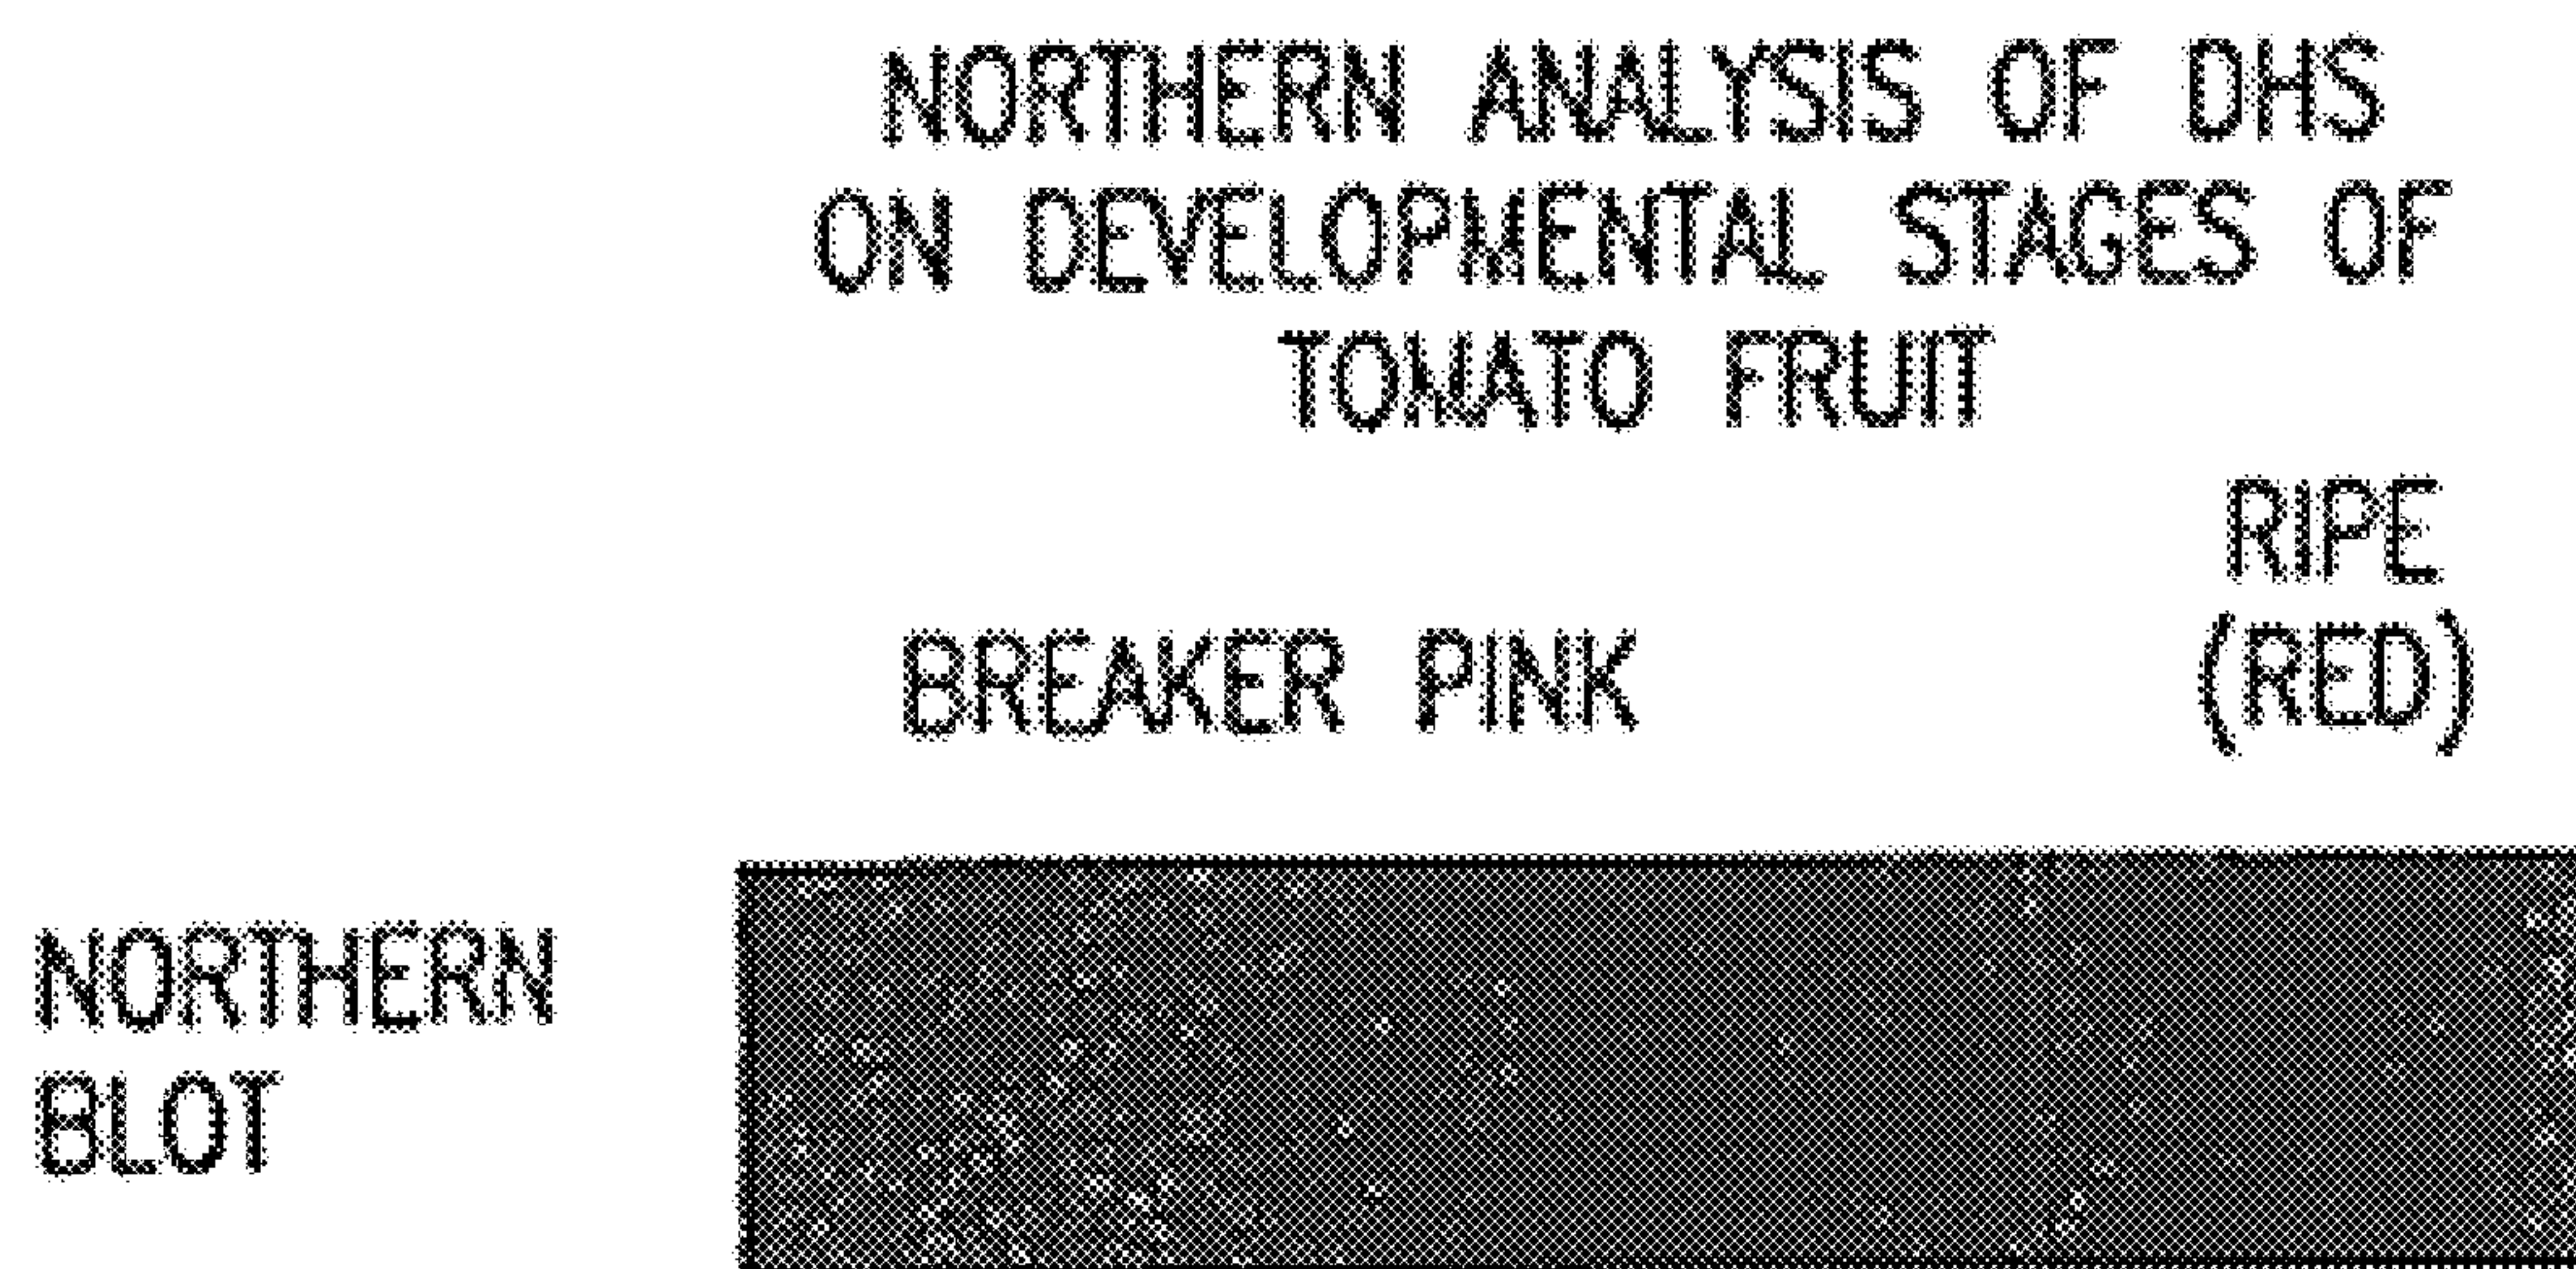 NORTHERN ANALYSIS OF DHS
ON DEVELOPMENTAL STAGES OF
TOMATO FRUIT
RIPE
BREAKER PINK (RED)
NORTHERN
BLOT